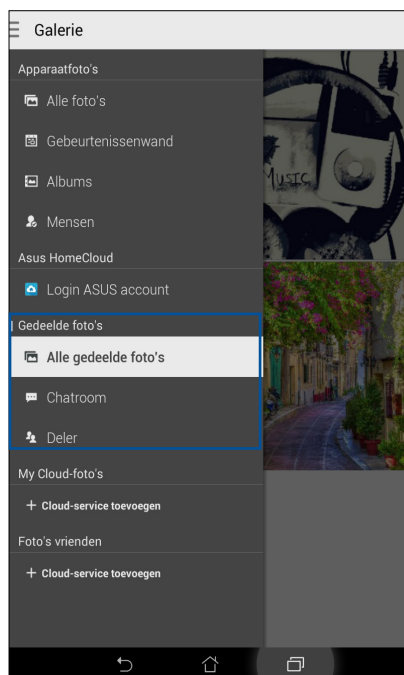 Galerie
Apparaatfoto's
Alle foto's
Gebeurtenissenwand
Albums
Mensen
Asus HomeCloud
Login ASUS account
Gedeelde foto's
Alle gedeelde foto's
Chatroom
Deler
My Cloud-foto's
+ Cloud-service toevoegen
Foto's vrienden
+ Cloud-service toevoegen
MUSIC